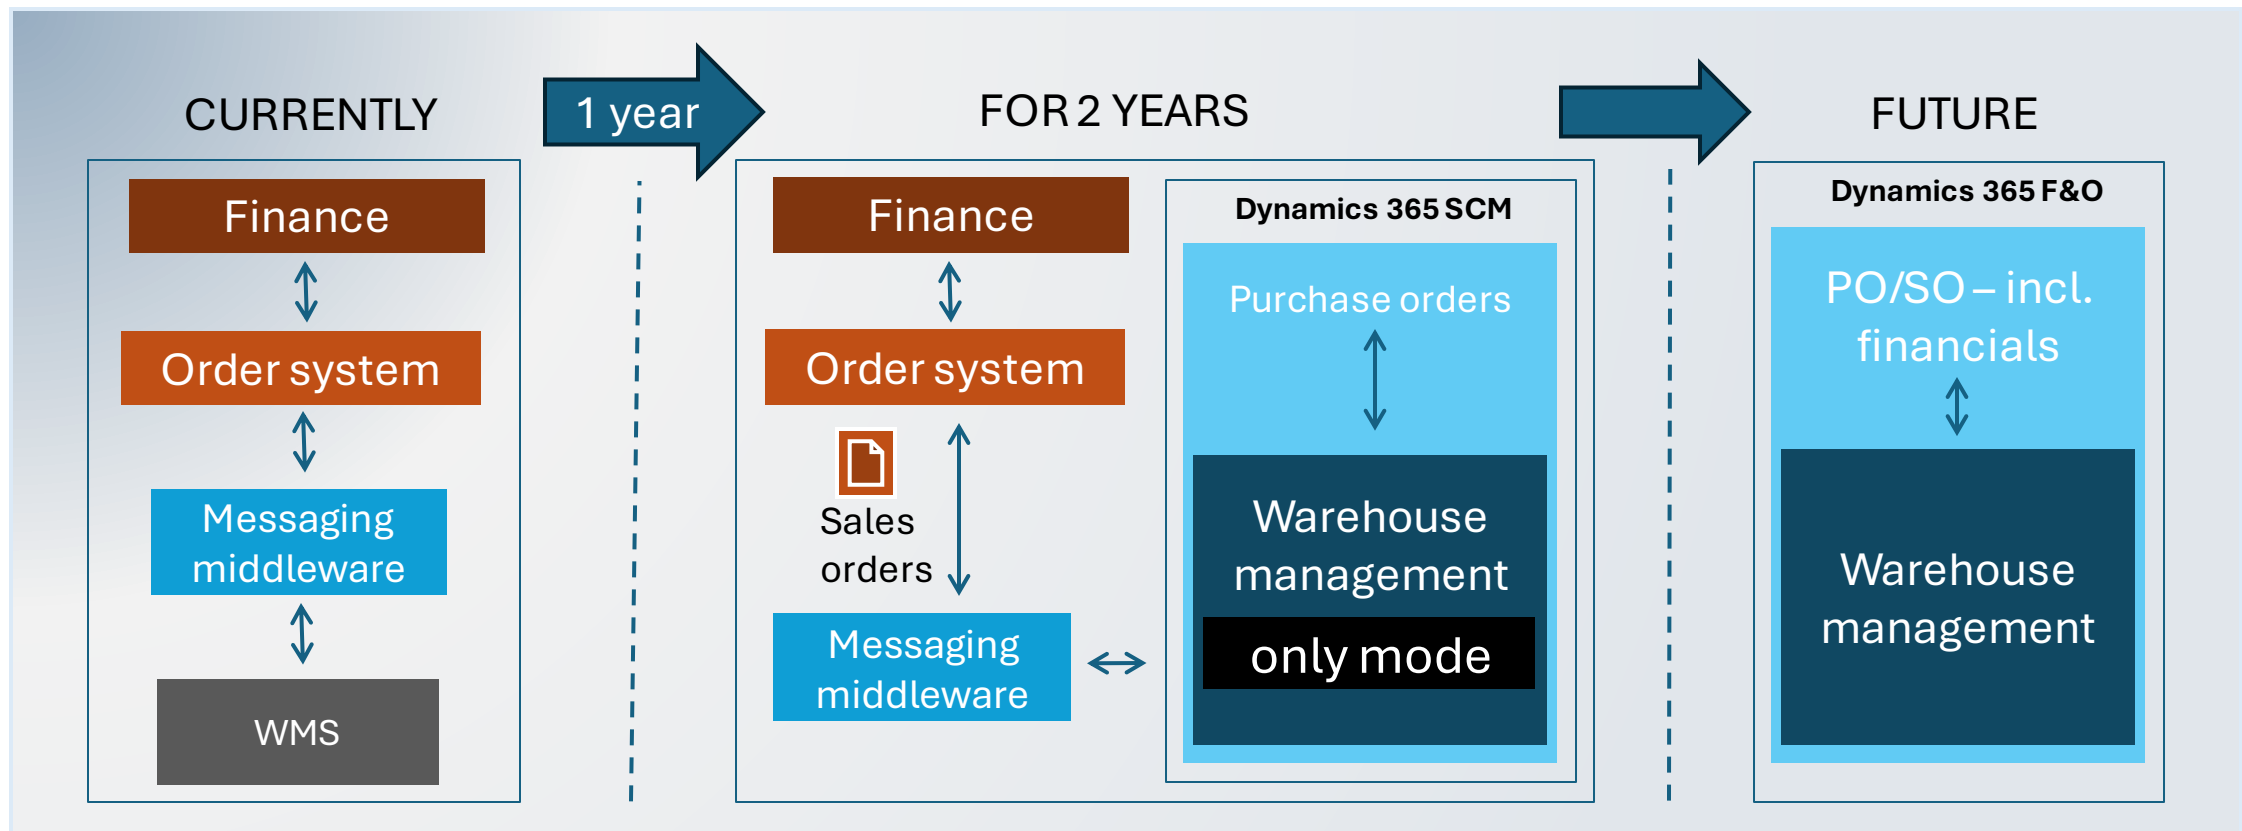 CURRENTLY
1 year
FOR 2 YEARS
FUTURE
Finance
Order system
Messaging
middleware
WMS
Finance
Order system
Sales
orders
Messaging
middleware
Dynamics 365 SCM
Purchase orders
Warehouse
management
only mode
Dynamics 365 F&O
PO/SO – incl.
financials
Warehouse
management